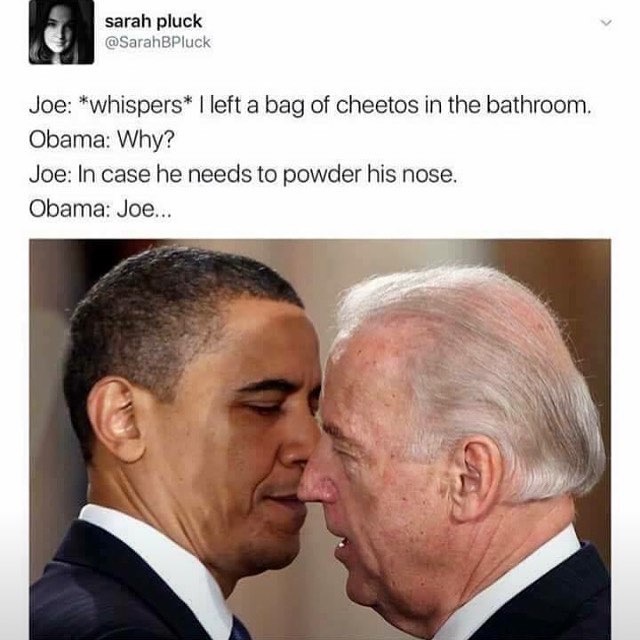 sarah pluck
@SarahBPluck
Joe: *whispers* I left a bag of cheetos in the bathroom.
Obama: Why?
Joe: In case he needs to powder his nose.
Obama: Joe...